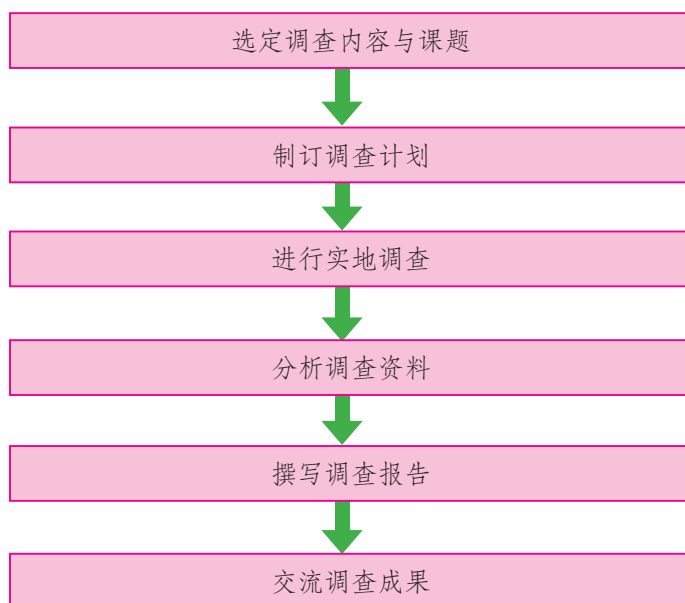 选定调查内容与课题
制订调查计划
进行实地调查
分析调查资料
撰写调查报告
交流调查成果